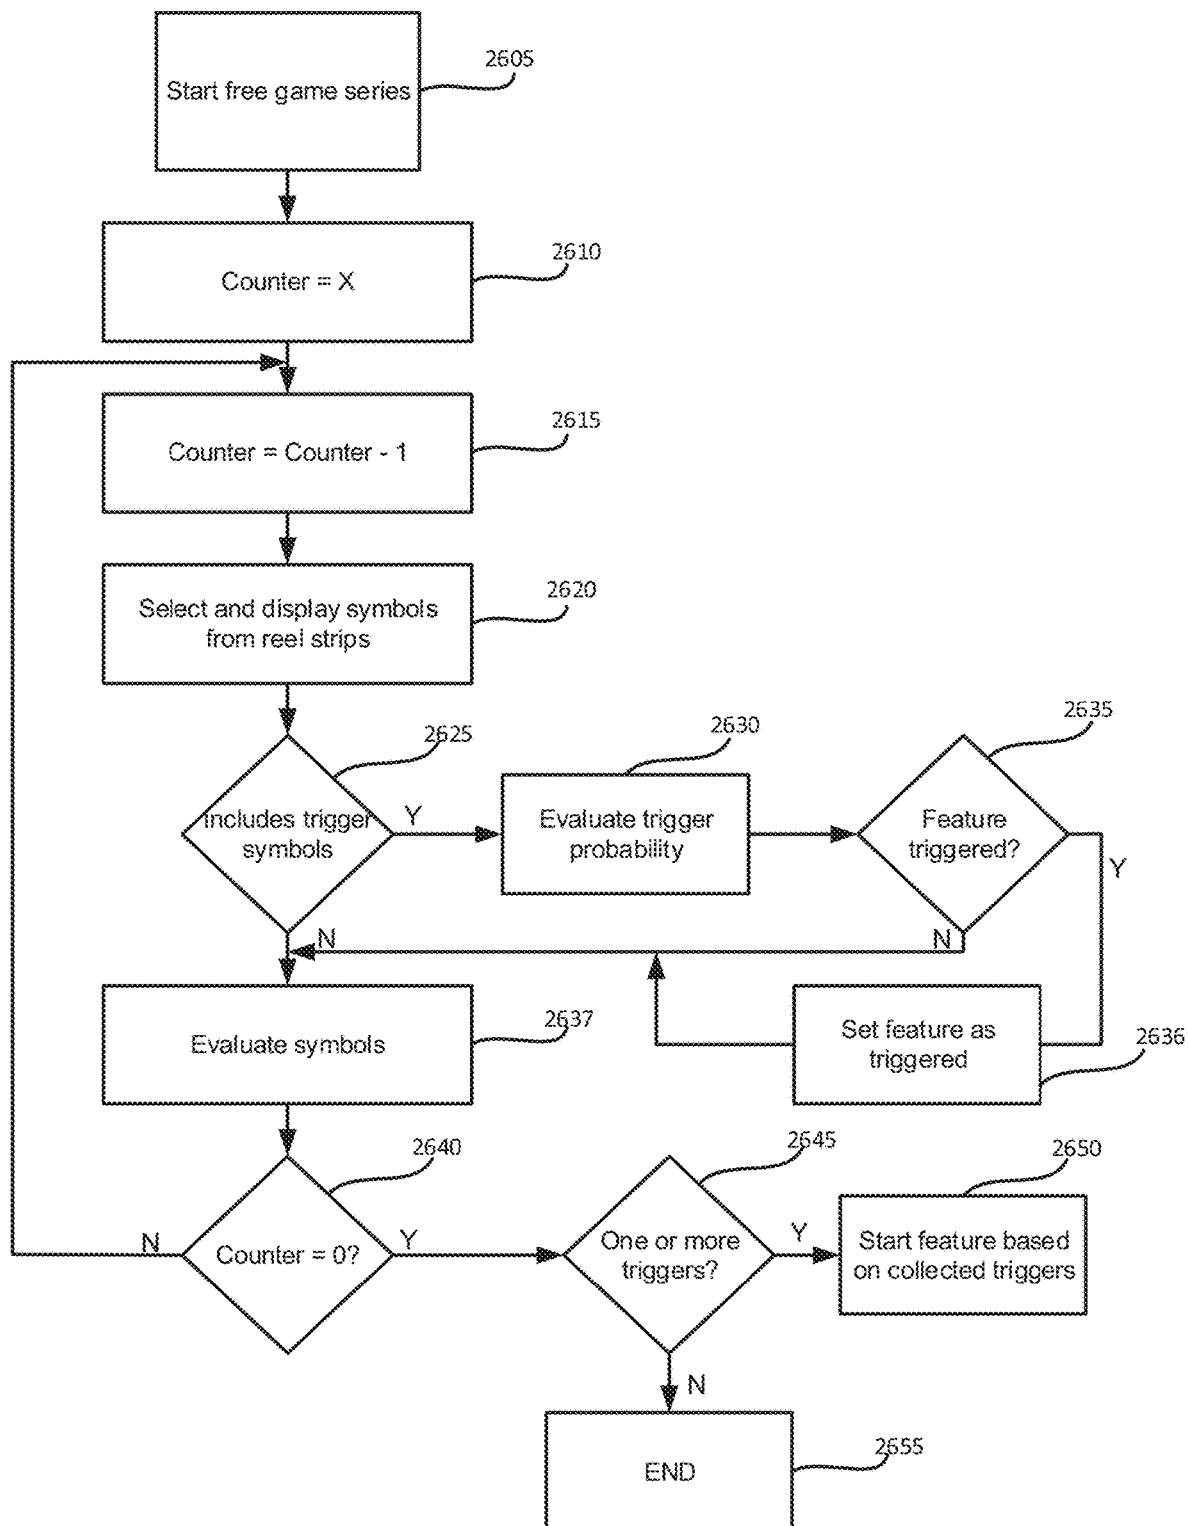 Start free game series
2605
Counter = X
2610
Counter = Counter - 1
2615
Select and display symbols
from reel strips
2620
Includes trigger
symbols
2625
Y
Evaluate trigger
probability
2630
Feature
triggered?
2635
Y
N
N
Evaluate symbols
2637
Set feature as
triggered
2636
Counter = 0?
2640
N
Y
One or more
triggers?
2645
Y
Start feature based
on collected triggers
2650
N
END
2655